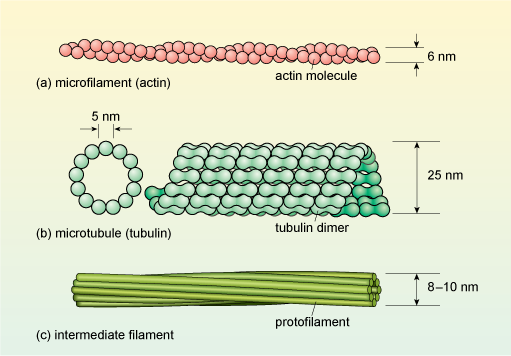 6 nm
actin molecule
(a) microfilament (actin)
5 nm
25 nm
tubulin dimer
(b) microtubule (tubulin)
8–10 nm
protofilament
(c) intermediate filament